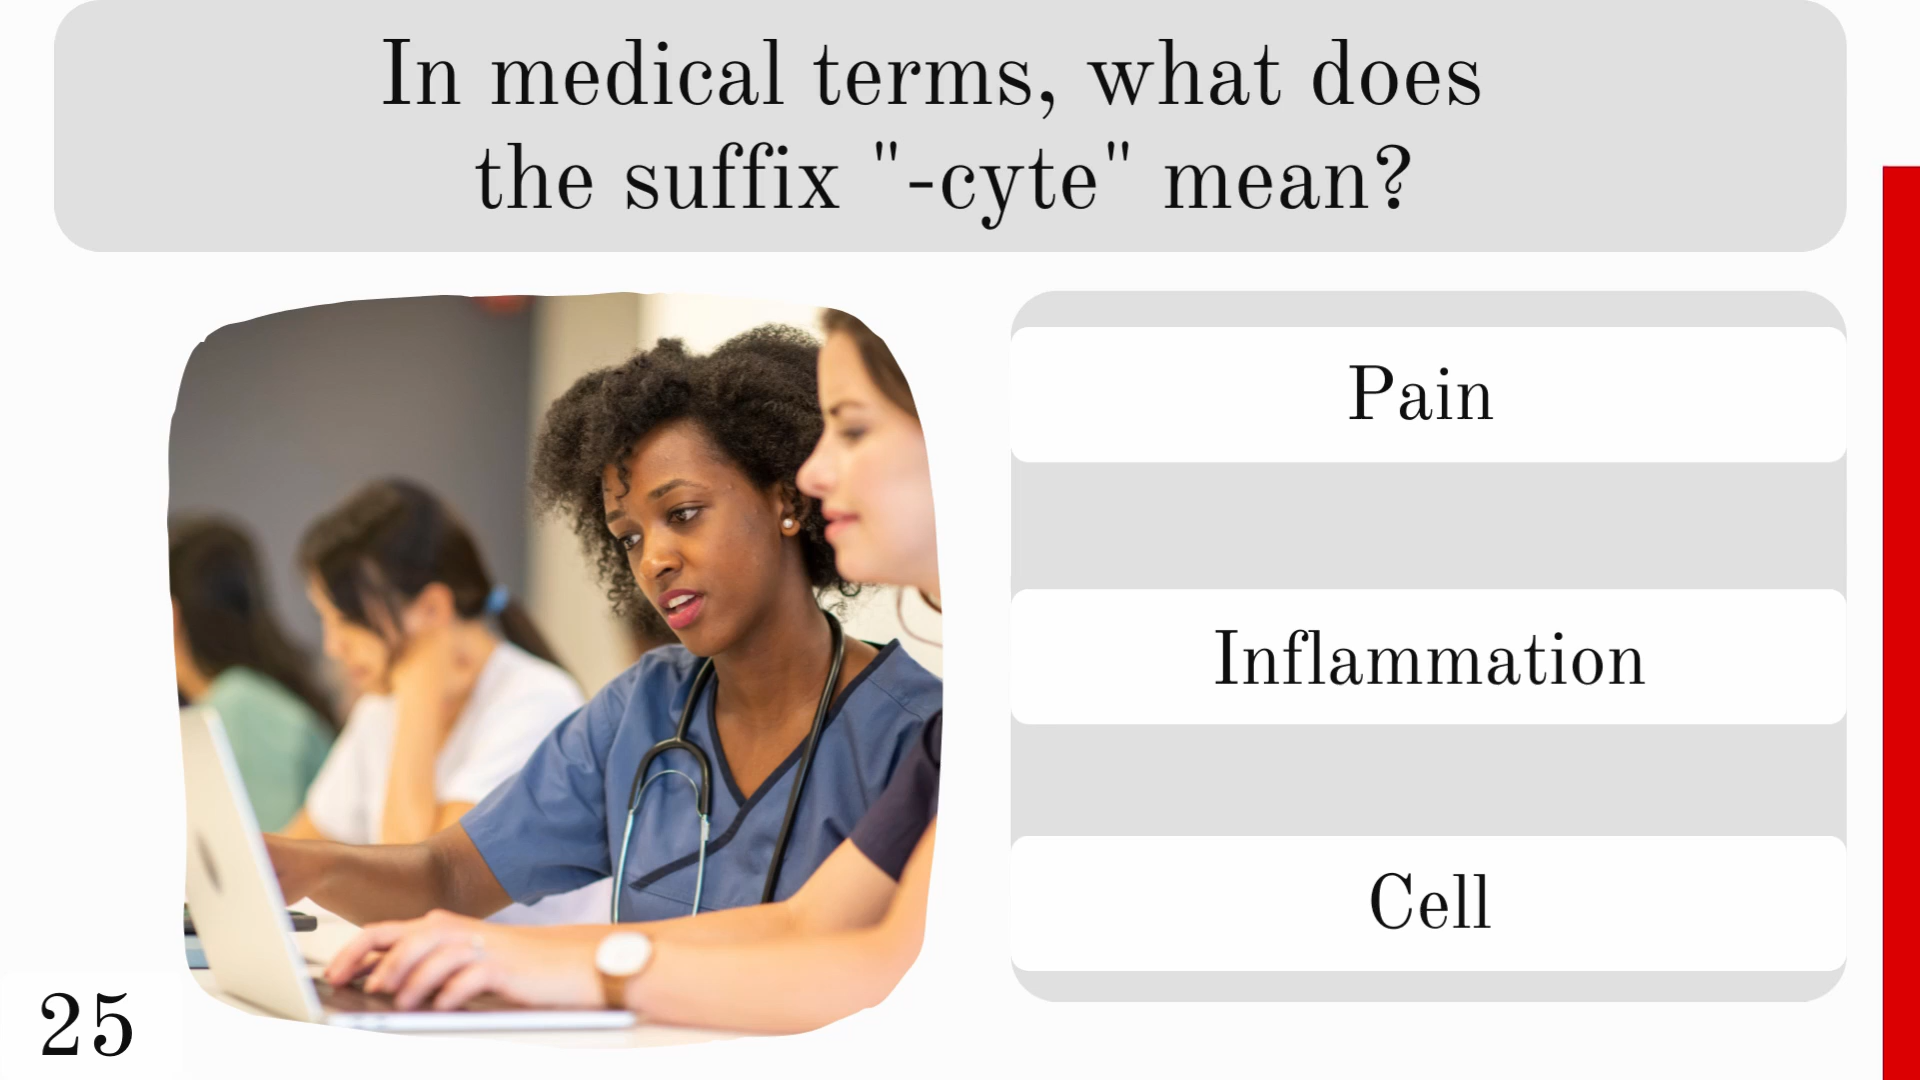 In medical terms, what does
the suffix "-cyte" mean?
Pain
Inflammation
Cell
25